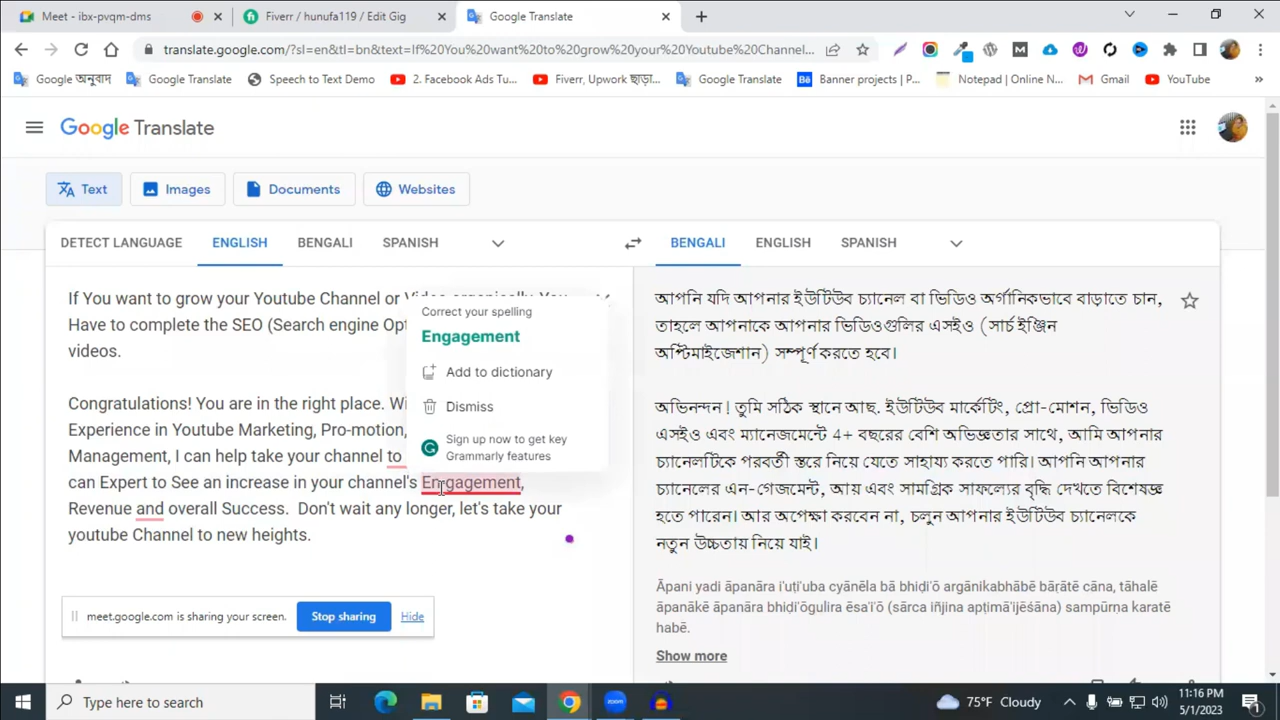 Meet - ibx-pvqm-dms
Fiverr / hunufa119 / Edit Gig
Google Translate
translate.google.com/?sl=en&tl=bn&text=If%20You%20want%20to%20grow%20your%20Youtube%20Channel...
Google অনুবাদ
Google Translate
Speech to Text Demo
2. Facebook Ads Tu...
Fiverr, Upwork ছাড়া...
Google Translate
Banner projects | P...
Notepad | Online N...
Gmail
YouTube
Google Translate
Text
Images
Documents
Websites
DETECT LANGUAGE
ENGLISH
BENGALI
SPANISH
BENGALI
ENGLISH
SPANISH
If You want to grow your Youtube Channel or
Have to complete the SEO (Search engine Opt
videos.
Congratulations! You are in the right place. Wi
Experience in Youtube Marketing, Pro-motion,
Management, I can help take your channel to
can Expert to See an increase in your channel's Engagement,
Revenue and overall Success. Don't wait any longer, let's take your
youtube Channel to new heights.
Correct your spelling
Engagement
Add to dictionary
Dismiss
Sign up now to get key
Grammarly features
আপনি যদি আপনার ইউটিউব চ্যানেল বা ভিডিও অর্গানিকভাবে বাড়াতে চান,
তাহলে আপনাকে আপনার ভিডিওগুলির এসইও (সার্চ ইঞ্জিন
অপ্টিমাইজেশান) সম্পূর্ণ করতে হবে।
অভিনন্দন! তুমি সঠিক স্থানে আছ. ইউটিউব মার্কেটিং, প্রো-মোশন, ভিডিও
এসইও এবং ম্যানেজমেন্টে 4+ বছরের বেশি অভিজ্ঞতার সাথে, আমি আপনার
চ্যানেলটিকে পরবর্তী স্তরে নিয়ে যেতে সাহায্য করতে পারি। আপনি আপনার
চ্যানেলের এন-গেজমেন্ট, আয় এবং সামগ্রিক সাফল্যের বৃদ্ধি দেখতে বিশেষজ্ঞ
হতে পারেন। আর অপেক্ষা করবেন না, চলুন আপনার ইউটিউব চ্যানেলকে
নতুন উচ্চতায় নিয়ে যাই।
Āpani yadi āpanāra i'uṭi'uba cyānēla bā bhiḍi'ō argānikabhābē bāṛātē cāna, tāhalē
āpanākē āpanāra bhiḍi'ōgulira ēsa'i'ō (sārca iñjina apṭimā'ijēśāna) sampūrṇa karatē
habē.
Show more
meet.google.com is sharing your screen.
Stop sharing
Hide
Type here to search
zoom
75°F Cloudy
11:16 PM
5/1/2023